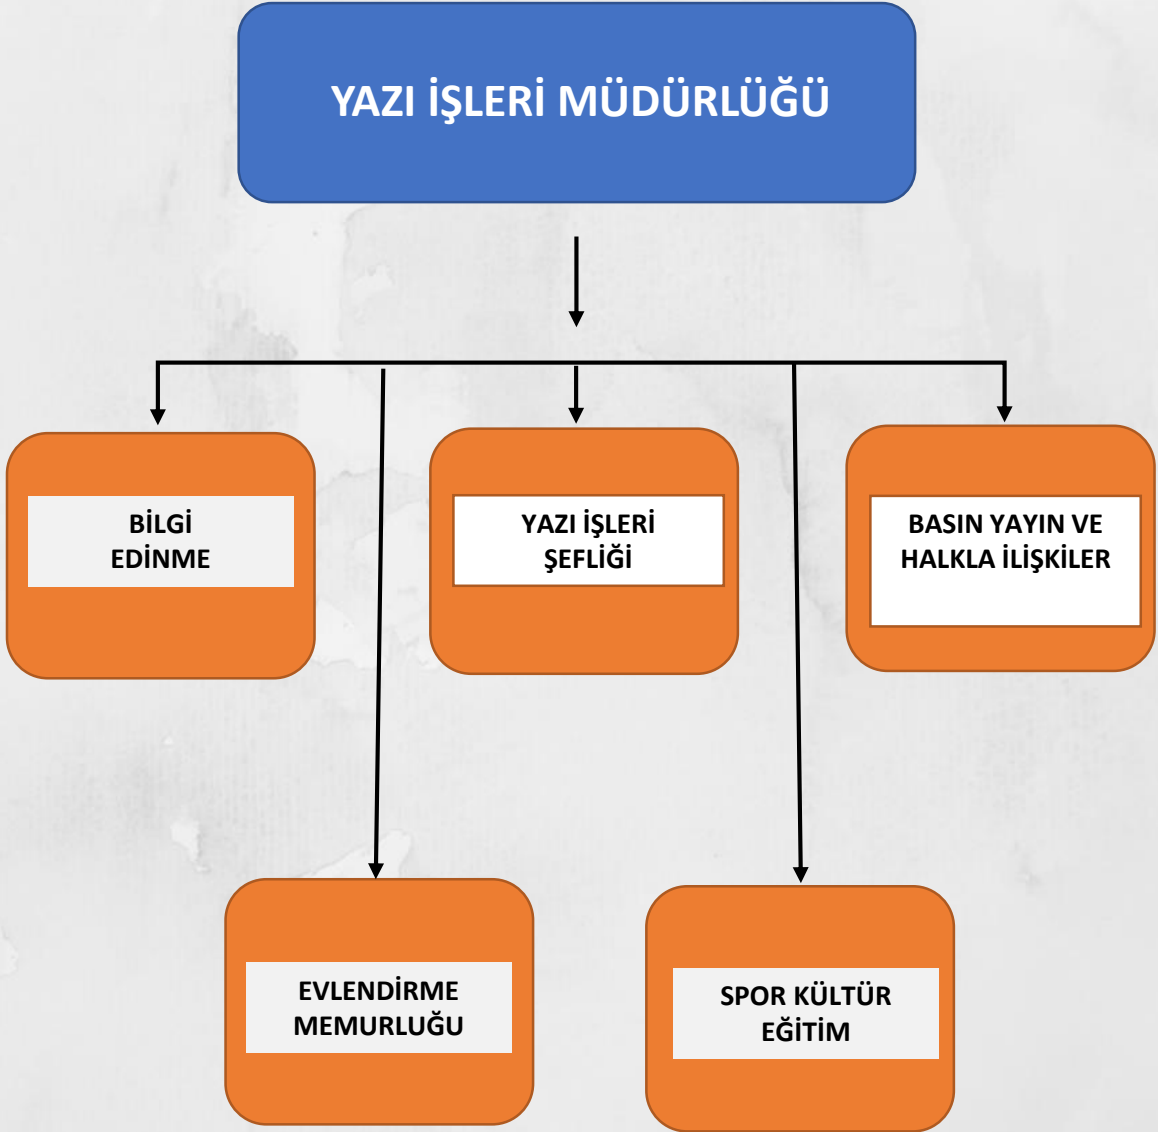 YAZI İŞLERİ MÜDÜRLÜĞÜ
BİLGİ
EDİNME
YAZI İŞLERİ
ŞEFLİĞİ
BASIN YAYIN VE
HALKLA İLİŞKİLER
EVLENDİRME
MEMURLUĞU
SPOR KÜLTÜR
EĞİTİM